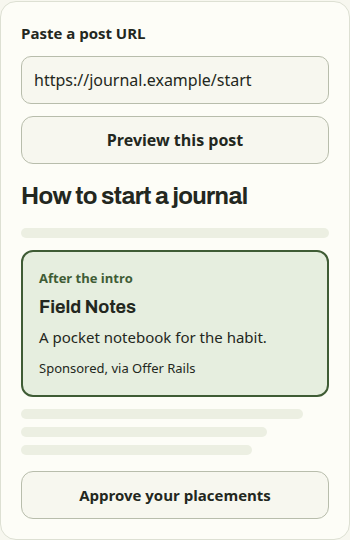 Paste a post URL
https://journal.example/start
Preview this post
How to start a journal
After the intro
Field Notes
A pocket notebook for the habit.
Sponsored, via Offer Rails
Approve your placements